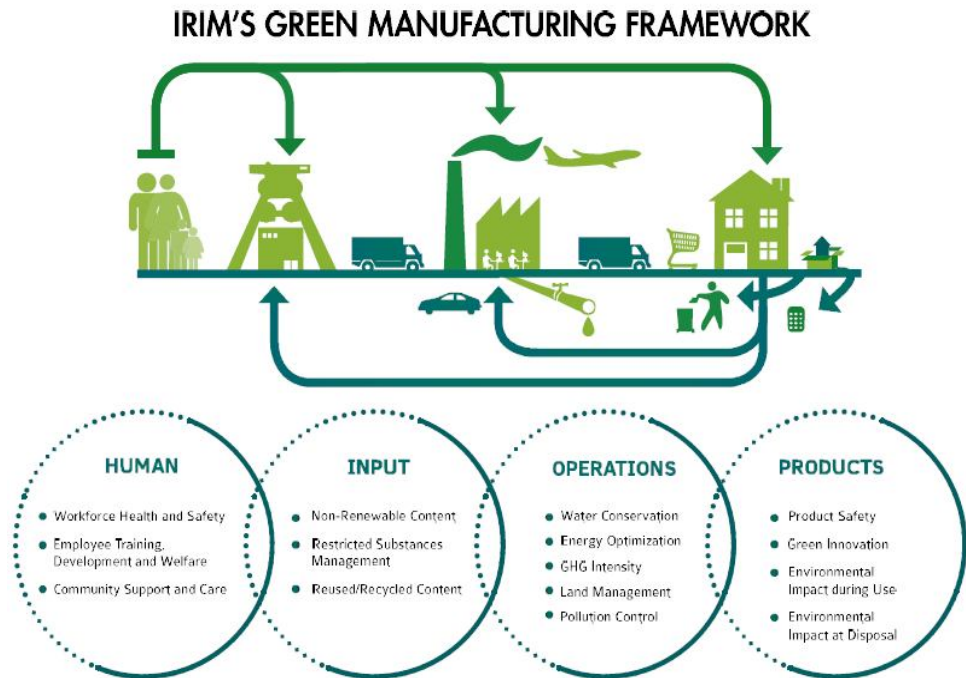 IRIM'S GREEN MANUFACTURING FRAMEWORK
HUMAN
Workforce Health and Safety
Employee Training,
Development and Welfare
Community Support and Care
INPUT
Non-Renewable Content
Restricted Substances
Management
Reused/Recycled Content
OPERATIONS
Water Conservation
Energy Optimization
GHG Intensity
Land Management
Pollution Control
PRODUCTS
Product Safety
Green Innovation
Environmental
Impact during Use
Environmental
Impact at Disposal